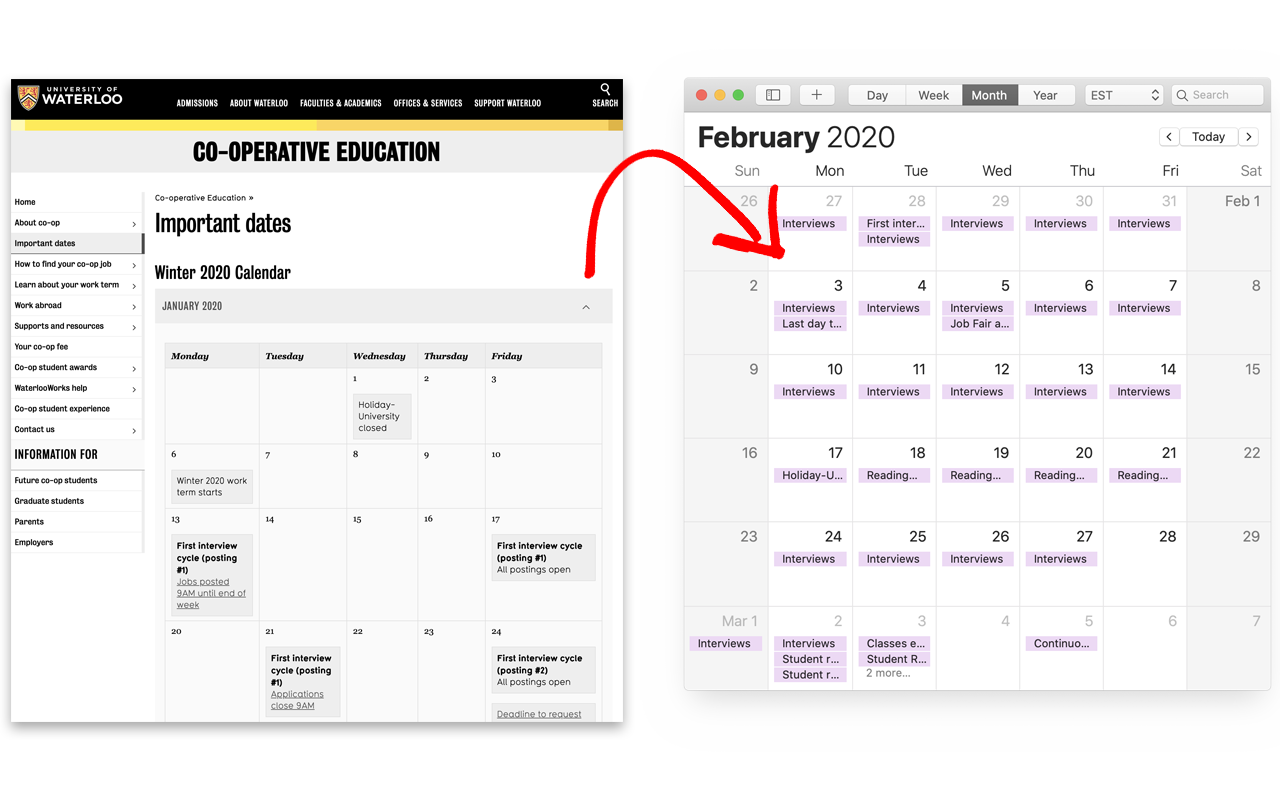 UNIVERSITY OF
WATERLOO
ADMISSIONS ABOUT WATERLOO FACULTIES & ACADEMICS OFFICES & SERVICES SUPPORT WATERLOO
SEARCH
CO-OPERATIVE EDUCATION
Home
About co-op
Important dates
How to find your co-op job
Learn about your work term
Work abroad
Supports and resources
Your co-op fee
Co-op student awards
WaterlooWorks help
Co-op student experience
Contact us
INFORMATION FOR
Future co-op students
Graduate students
Parents
Employers
Co-operative Education »
Important dates
Winter 2020 Calendar
JANUARY 2020
Monday Tuesday Wednesday Thursday Friday
1 2 3
Holiday-
University
closed
6 7 8 9 10
Winter 2020 work
term starts
13 14 15 16 17
First interview
cycle (posting
#1)
Jobs posted
9AM until end of
week
First interview cycle
(posting #1)
All postings open
20 21 22 23 24
First interview
cycle (posting
#1)
Applications
close 9AM
First interview cycle
(posting #2)
All postings open
Deadline to request
Day Week Month Year EST Search
February 2020
Today
Sun Mon Tue Wed Thu Fri Sat
26 27 28 29 30 31 Feb 1
Interviews First inter... Interviews Interviews Interviews
Interviews
2 3 4 5 6 7 8
Interviews Interviews Interviews Interviews Interviews
Last day t... Job Fair a...
9 10 11 12 13 14 15
Interviews Interviews Interviews Interviews Interviews
16 17 18 19 20 21 22
Holiday-U... Reading... Reading... Reading... Reading...
23 24 25 26 27 28 29
Interviews Interviews Interviews Interviews
Mar 1 2 3 4 5 6 7
Interviews Interviews Classes e... Continuo...
Student r... Student R...
Student r... 2 more...